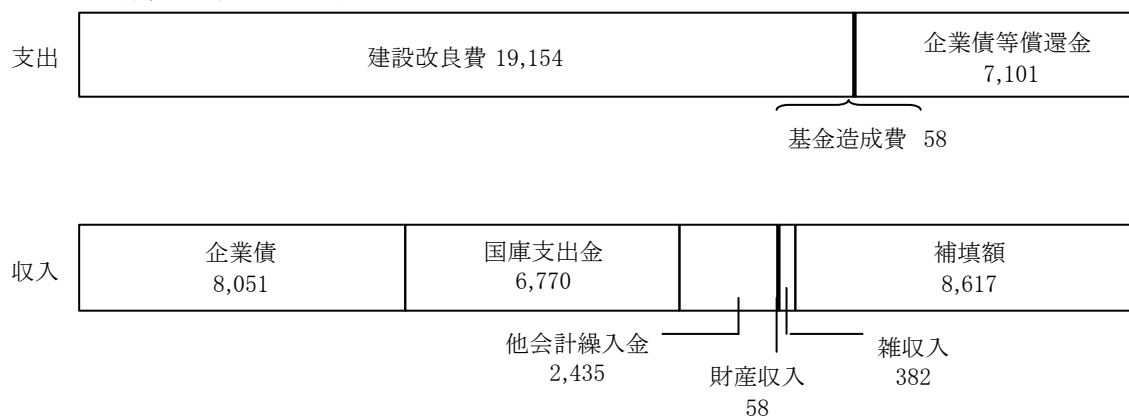 支出
建設改良費 19,154
企業債等償還金
7,101
基金造成費 58
収入
企業債
8,051
国庫支出金
6,770
補填額
8,617
他会計繰入金
2,435
財産収入
58
雑収入
382